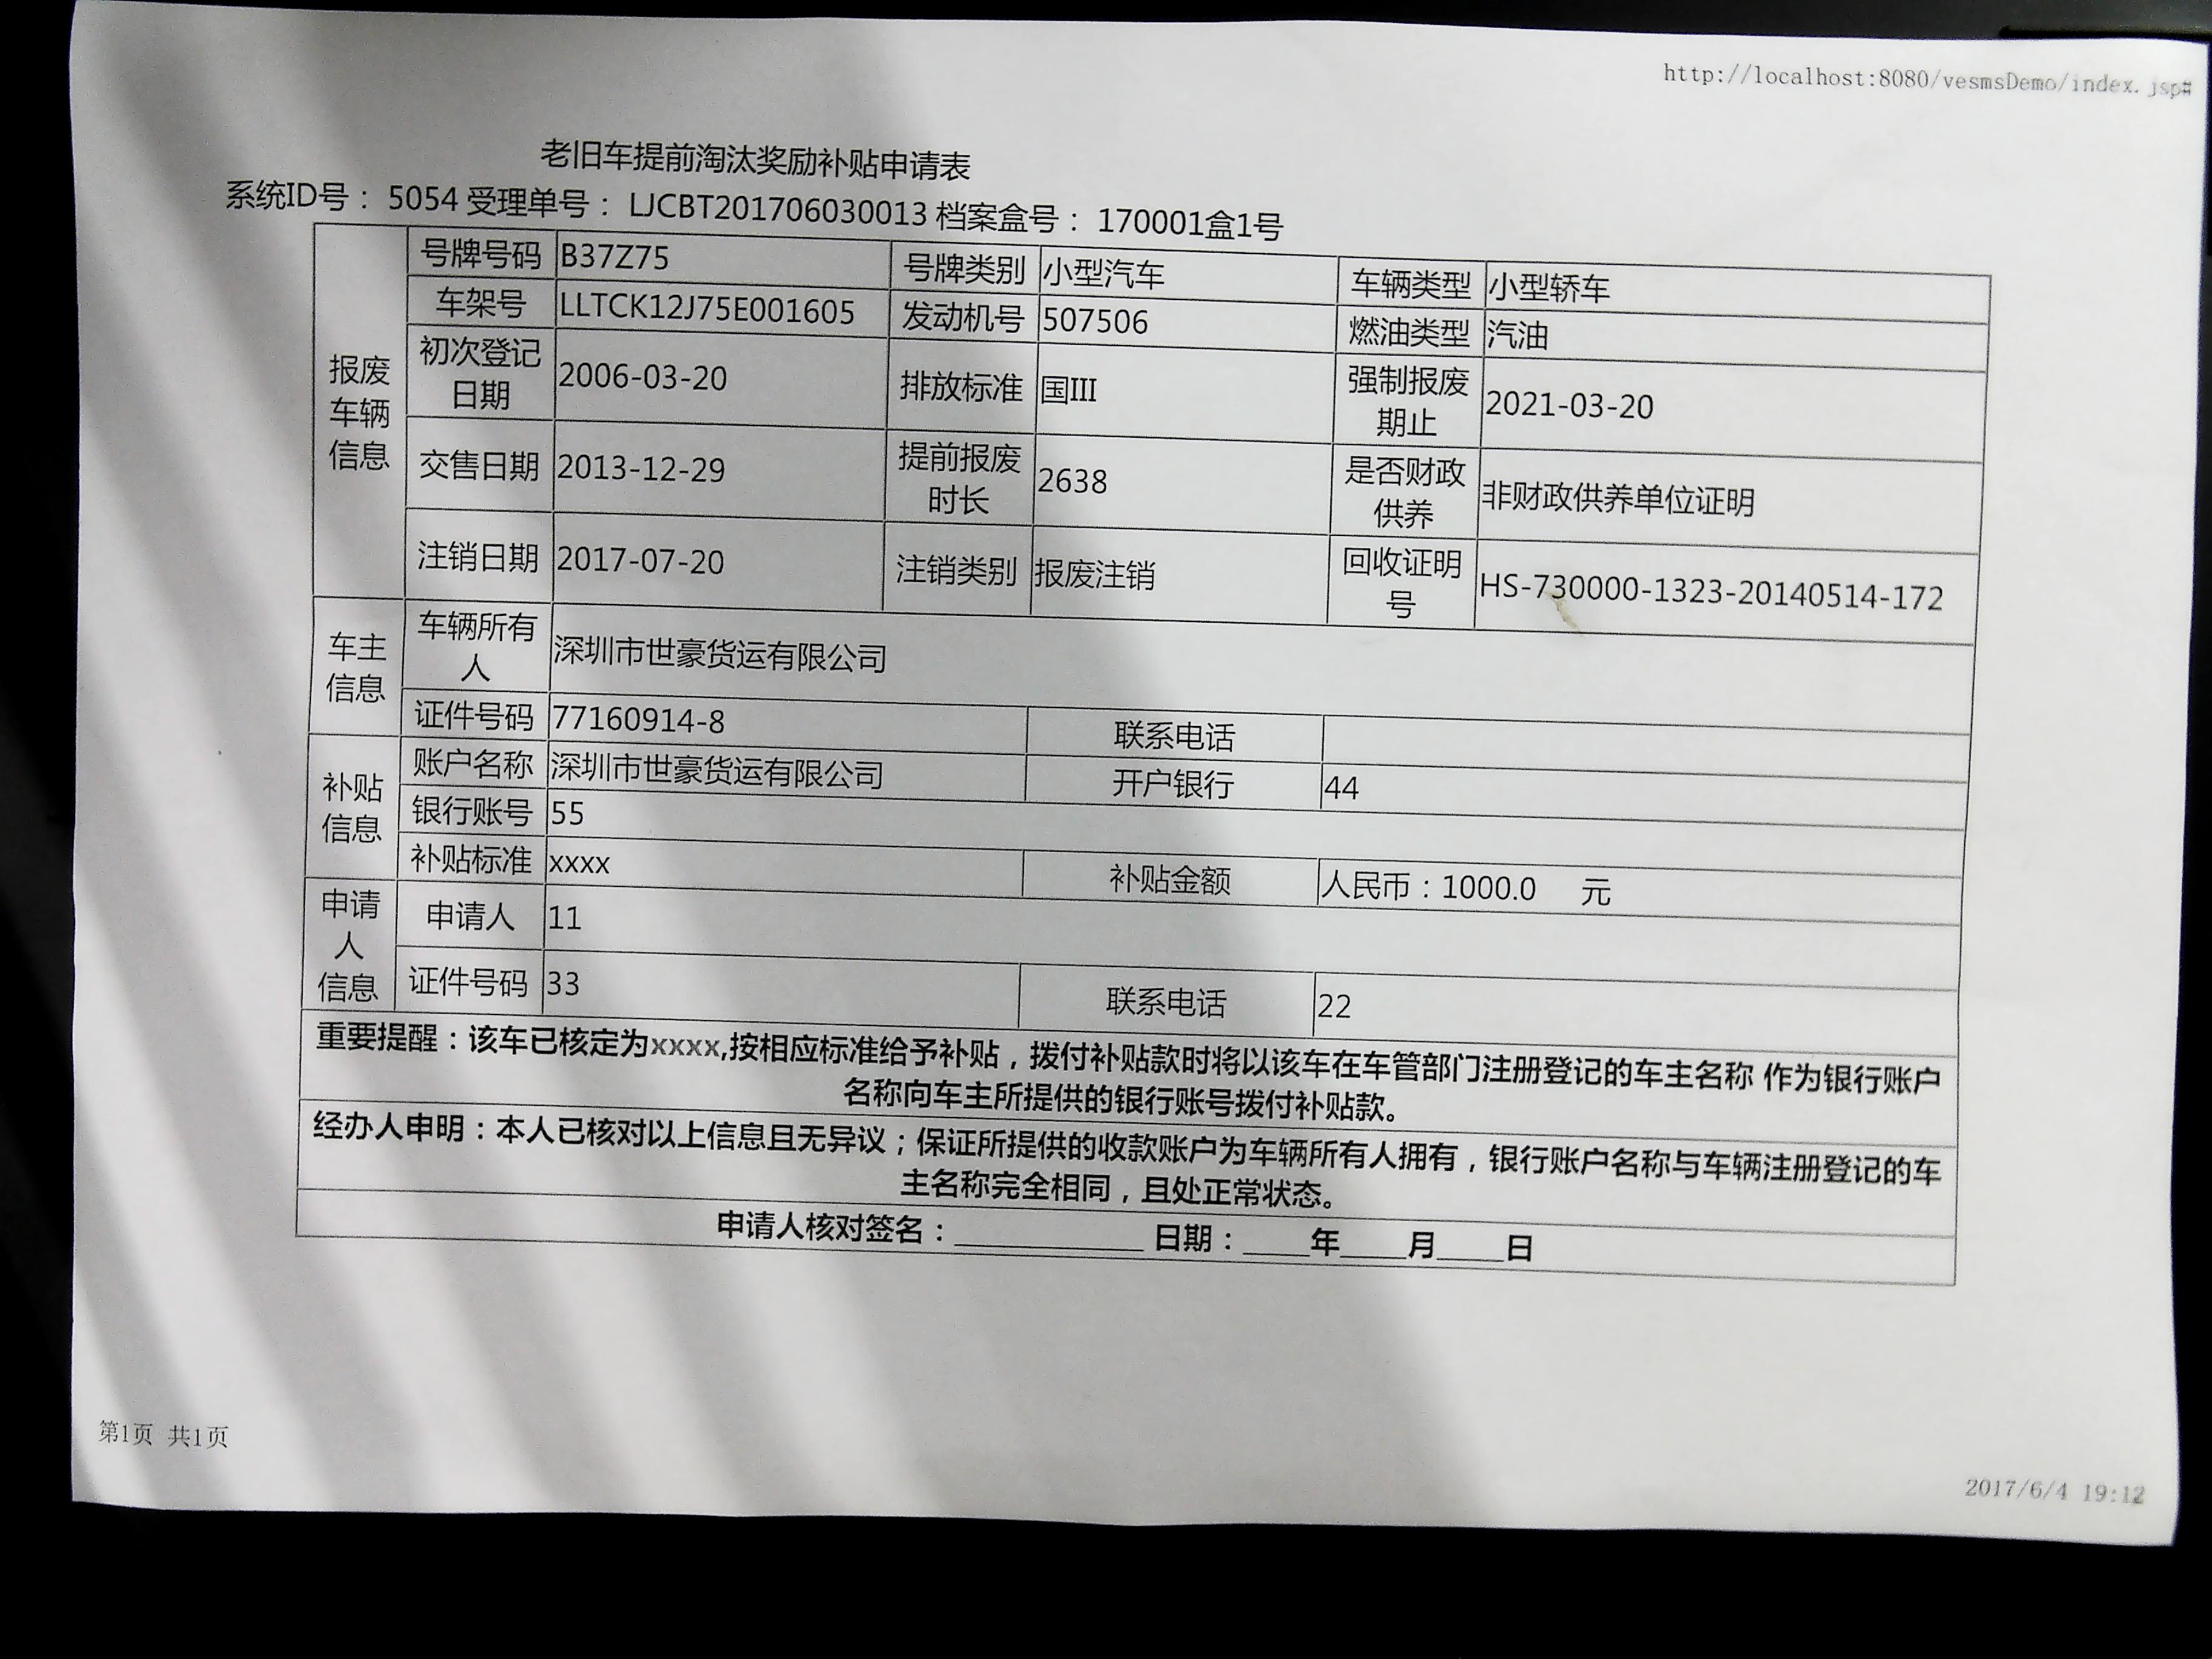 http://localhost:8080/vesmsDemo/index.jsp#
老旧车提前淘汰奖励补贴申请表
系统ID号： 5054 受理单号： LJCBT201706030013 档案盒号： 170001盒1号
报废车辆信息
号牌号码 B37Z75 号牌类别 小型汽车 车辆类型 小型轿车
车架号 LLTCK12J75E001605 发动机号 507506 燃油类型 汽油
初次登记日期 2006-03-20 排放标准 国III 强制报废期止 2021-03-20
交售日期 2013-12-29 提前报废时长 2638 是否财政供养 非财政供养单位证明
注销日期 2017-07-20 注销类别 报废注销 回收证明号 HS-730000-1323-20140514-172
车主信息
车辆所有人 深圳市世豪货运有限公司
证件号码 77160914-8 联系电话
补贴信息
账户名称 深圳市世豪货运有限公司 开户银行 44
银行账号 55
补贴标准 xxxx 补贴金额 人民币：1000.0 元
申请人信息
申请人 11
证件号码 33 联系电话 22
重要提醒：该车已核定为xxxx,按相应标准给予补贴，拨付补贴款时将以该车在车管部门注册登记的车主名称 作为银行账户
名称向车主所提供的银行账号拨付补贴款。
经办人申明：本人已核对以上信息且无异议；保证所提供的收款账户为车辆所有人拥有，银行账户名称与车辆注册登记的车
主名称完全相同，且处正常状态。
申请人核对签名：____________ 日期：____年____月____日
第1页 共1页
2017/6/4 19:12